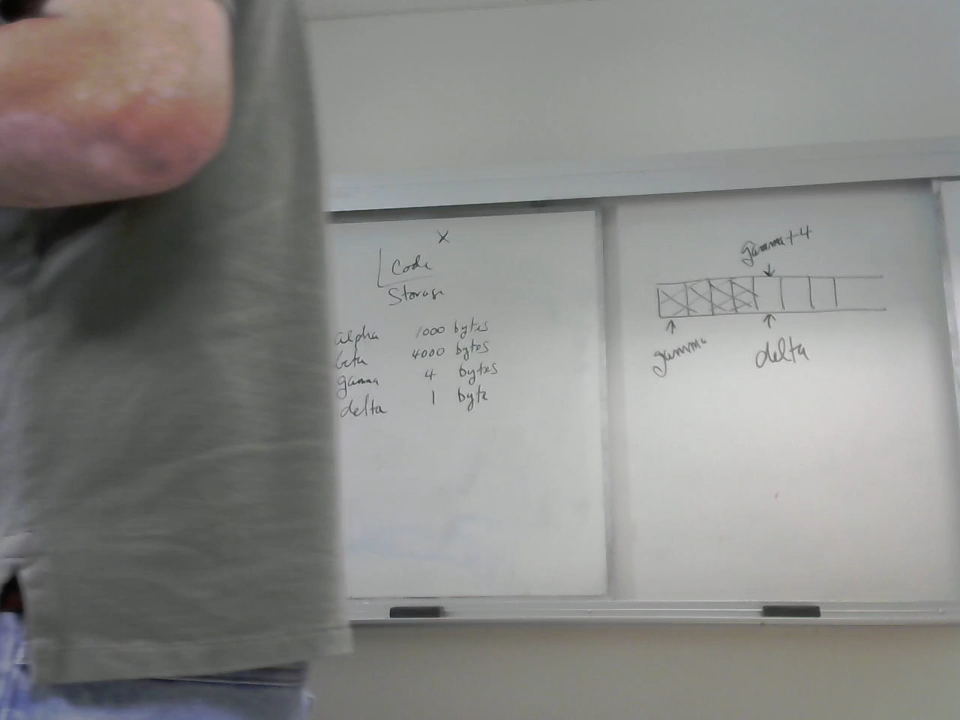 X
Code
Storage
alpha 1000 bytes
beta 4000 bytes
gamma 4 bytes
delta 1 byte
gamma+4
gamma
delta